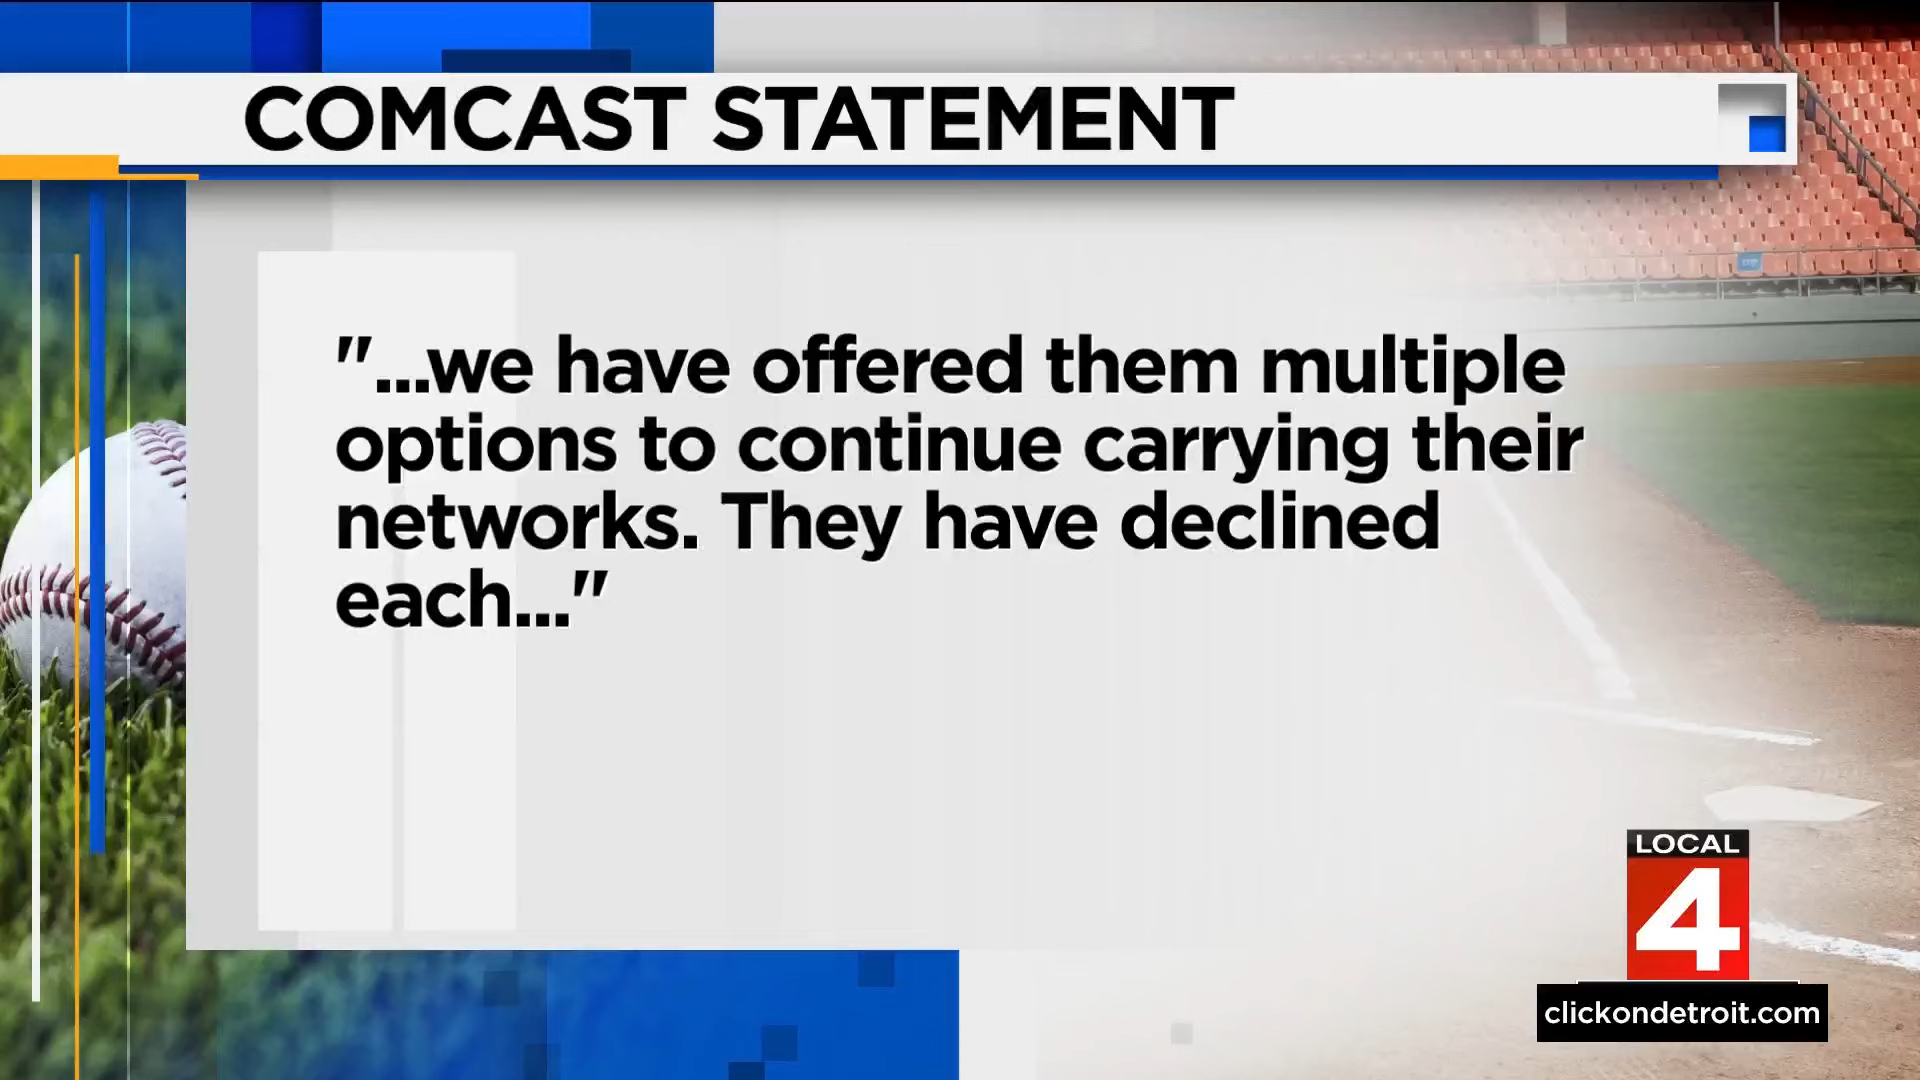 COMCAST STATEMENT
"...we have offered them multiple
options to continue carrying their
networks. They have declined
each..."
LOCAL
4
clickondetroit.com